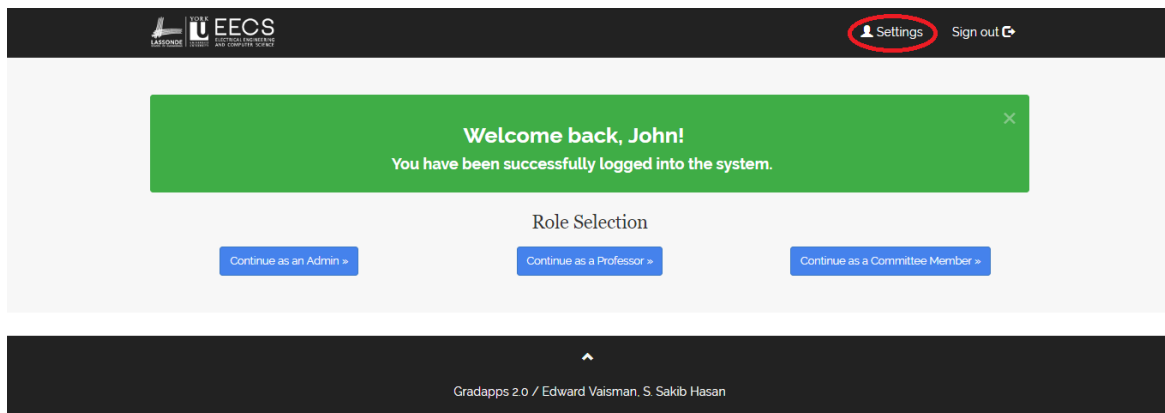 LASSONDE
YORK
U
EECS
ELECTRICAL ENGINEERING
AND COMPUTER SCIENCE
Settings
Sign out
Welcome back, John!
You have been successfully logged into the system.
Role Selection
Continue as an Admin »
Continue as a Professor »
Continue as a Committee Member »
Gradapps 2.0 / Edward Vaisman, S. Sakib Hasan